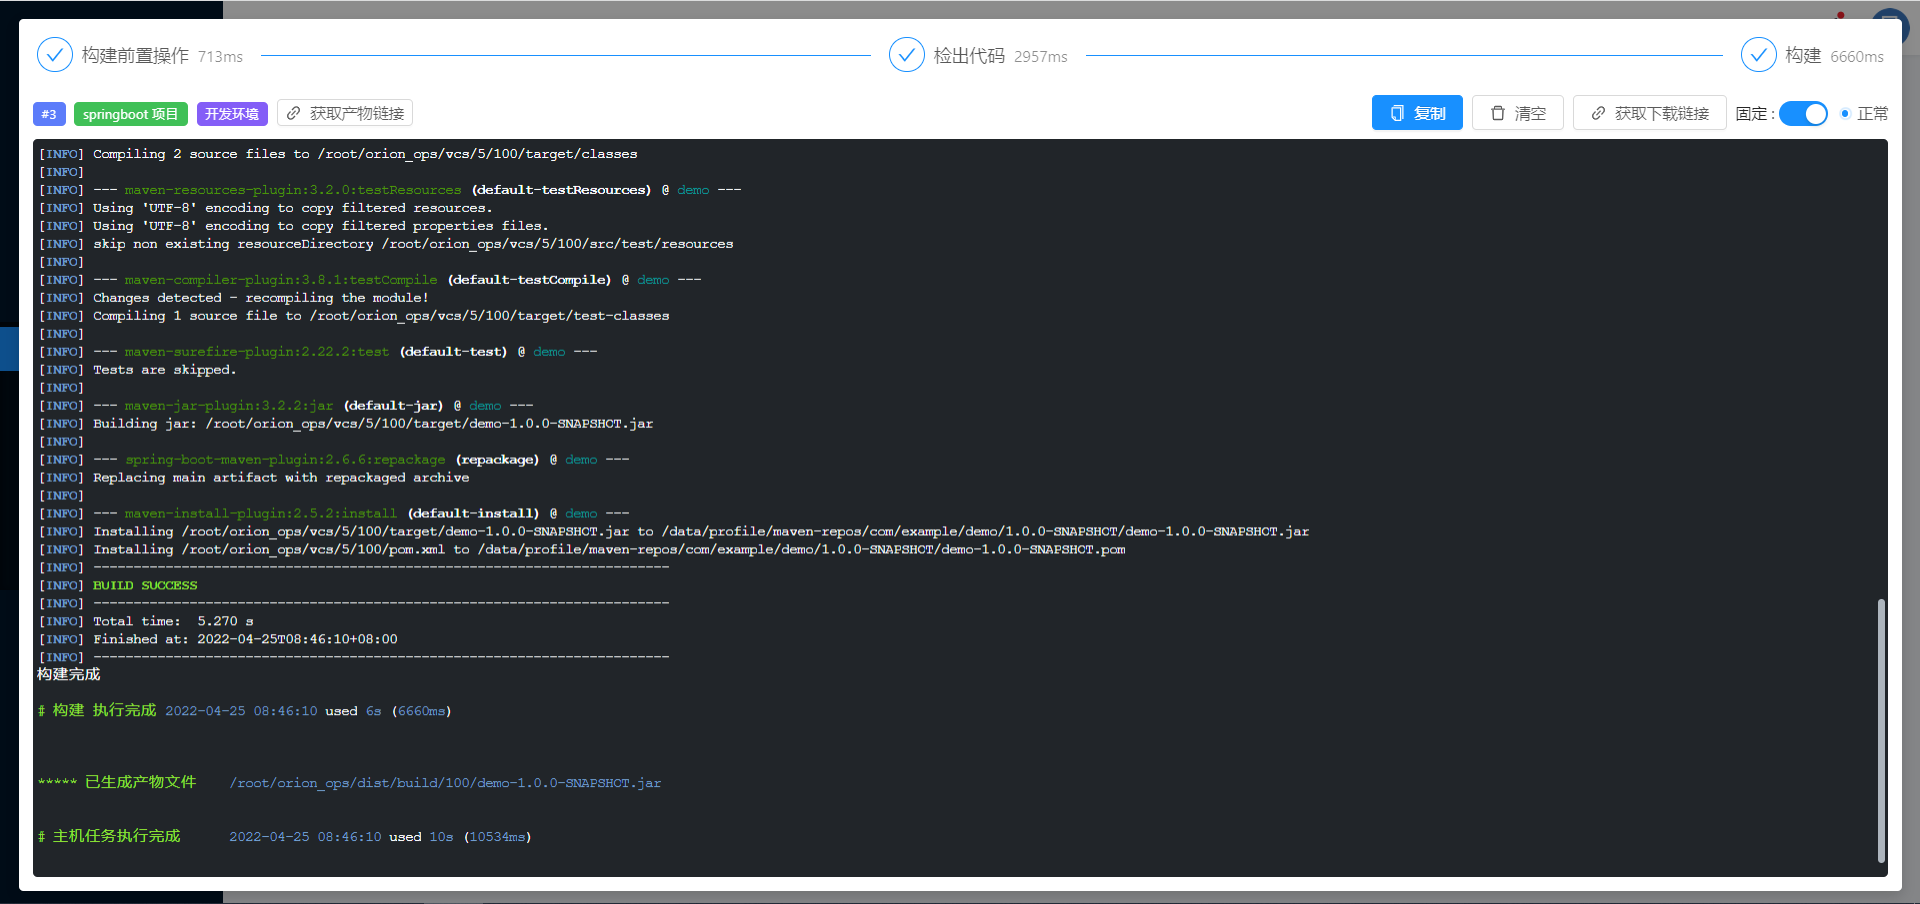 构建前置操作 713ms 检出代码 2957ms 构建 6660ms
#3 springboot 项目 开发环境 获取产物链接 复制 清空 获取下载链接 固定 : 正常
[INFO] Compiling 2 source files to /root/orion_ops/vcs/5/100/target/classes
[INFO]
[INFO] --- maven-resources-plugin:3.2.0:testResources (default-testResources) @ demo ---
[INFO] Using 'UTF-8' encoding to copy filtered resources.
[INFO] Using 'UTF-8' encoding to copy filtered properties files.
[INFO] skip non existing resourceDirectory /root/orion_ops/vcs/5/100/src/test/resources
[INFO]
[INFO] --- maven-compiler-plugin:3.8.1:testCompile (default-testCompile) @ demo ---
[INFO] Changes detected - recompiling the module!
[INFO] Compiling 1 source file to /root/orion_ops/vcs/5/100/target/test-classes
[INFO]
[INFO] --- maven-surefire-plugin:2.22.2:test (default-test) @ demo ---
[INFO] Tests are skipped.
[INFO]
[INFO] --- maven-jar-plugin:3.2.2:jar (default-jar) @ demo ---
[INFO] Building jar: /root/orion_ops/vcs/5/100/target/demo-1.0.0-SNAPSHOT.jar
[INFO]
[INFO] --- spring-boot-maven-plugin:2.6.6:repackage (repackage) @ demo ---
[INFO] Replacing main artifact with repackaged archive
[INFO]
[INFO] --- maven-install-plugin:2.5.2:install (default-install) @ demo ---
[INFO] Installing /root/orion_ops/vcs/5/100/target/demo-1.0.0-SNAPSHOT.jar to /data/profile/maven-repos/com/example/demo/1.0.0-SNAPSHOT/demo-1.0.0-SNAPSHOT.jar
[INFO] Installing /root/orion_ops/vcs/5/100/pom.xml to /data/profile/maven-repos/com/example/demo/1.0.0-SNAPSHOT/demo-1.0.0-SNAPSHOT.pom
[INFO] ------------------------------------------------------------------------
[INFO] BUILD SUCCESS
[INFO] ------------------------------------------------------------------------
[INFO] Total time:  5.270 s
[INFO] Finished at: 2022-04-25T08:46:10+08:00
[INFO] ------------------------------------------------------------------------
构建完成
# 构建 执行完成 2022-04-25 08:46:10 used 6s (6660ms)
***** 已生成产物文件 /root/orion_ops/dist/build/100/demo-1.0.0-SNAPSHOT.jar
# 主机任务执行完成 2022-04-25 08:46:10 used 10s (10534ms)